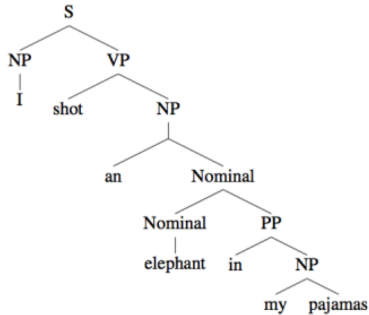 S
NP VP
I
shot NP
an Nominal
Nominal PP
elephant in NP
my pajamas